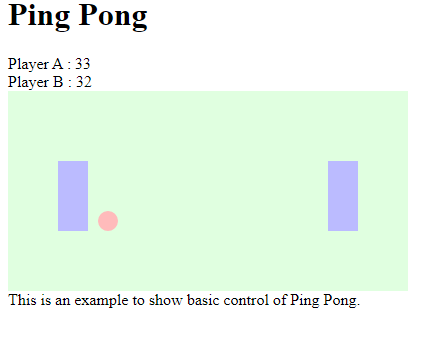 Ping Pong
Player A : 33
Player B : 32
This is an example to show basic control of Ping Pong.